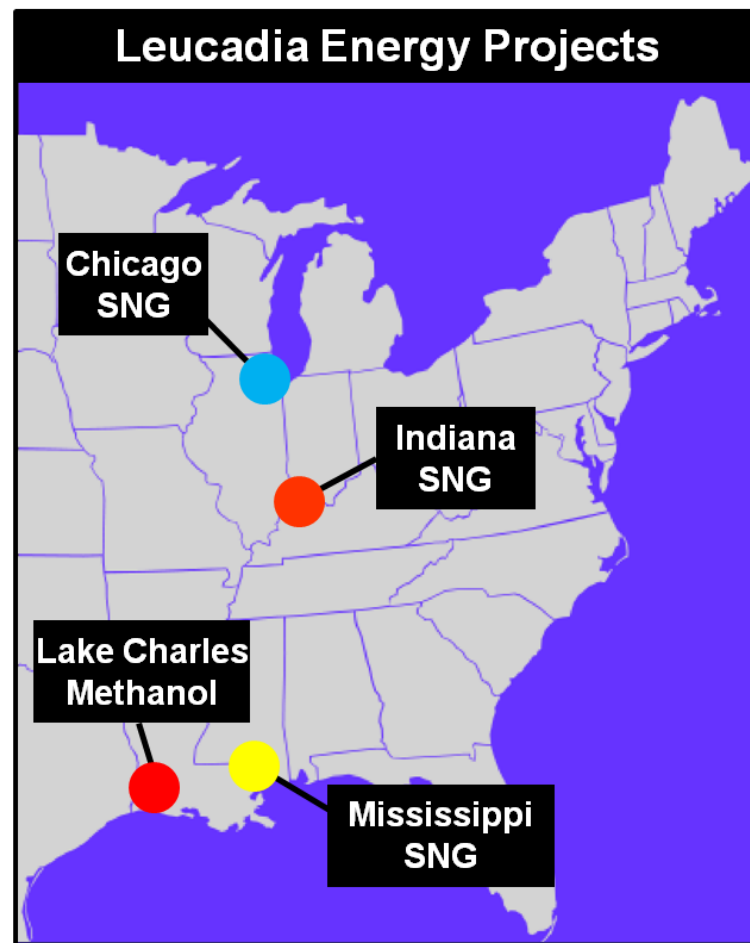 Leucadia Energy Projects
Chicago
SNG
Indiana
SNG
Lake Charles
Methanol
Mississippi
SNG